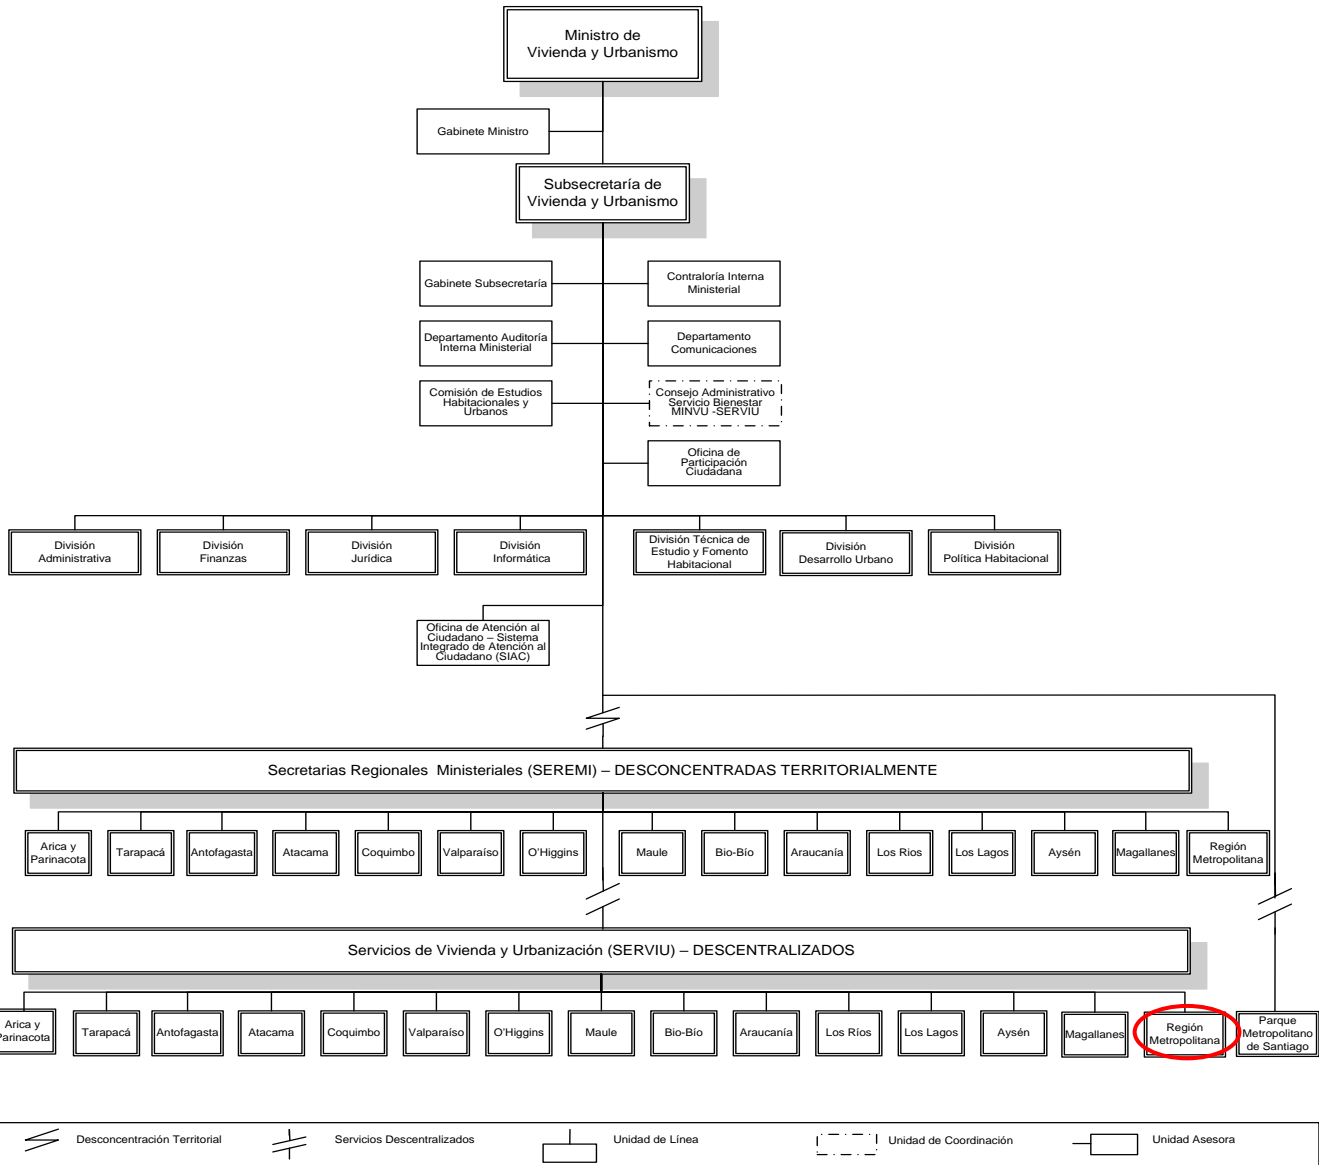 Ministro de
Vivienda y Urbanismo
Gabinete Ministro
Subsecretaría de
Vivienda y Urbanismo
Gabinete Subsecretaría
Contraloría Interna
Ministerial
Departamento Auditoría
Interna Ministerial
Departamento
Comunicaciones
Comisión de Estudios
Habitacionales y
Urbanos
Consejo Administrativo
Servicio Bienestar
MINVU -SERVIU
Oficina de
Participación
Ciudadana
División
Administrativa
División
Finanzas
División
Jurídica
División
Informática
División Técnica de
Estudio y Fomento
Habitacional
División
Desarrollo Urbano
División
Política Habitacional
Oficina de Atención al
Ciudadano – Sistema
Integrado de Atención al
Ciudadano (SIAC)
Secretarias Regionales  Ministeriales (SEREMI) – DESCONCENTRADAS TERRITORIALMENTE
Arica y
Parinacota
Tarapacá
Antofagasta
Atacama
Coquimbo
Valparaíso
O'Higgins
Maule
Bio-Bío
Araucanía
Los Rios
Los Lagos
Aysén
Magallanes
Región
Metropolitana
Servicios de Vivienda y Urbanización (SERVIU) – DESCENTRALIZADOS
Arica y
Parinacota
Tarapacá
Antofagasta
Atacama
Coquimbo
Valparaíso
O'Higgins
Maule
Bio-Bío
Araucanía
Los Ríos
Los Lagos
Aysén
Magallanes
Región
Metropolitana
Parque
Metropolitano
de Santiago
Desconcentración Territorial
Servicios Descentralizados
Unidad de Línea
Unidad de Coordinación
Unidad Asesora